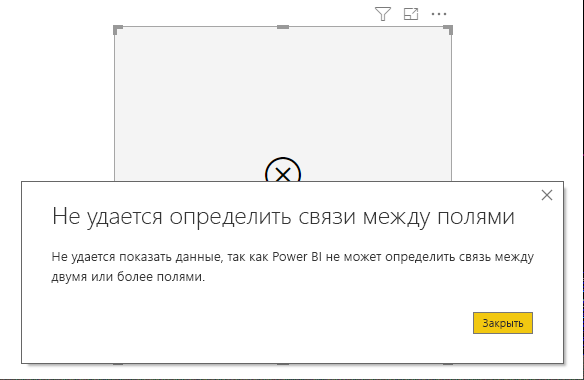 Не удается определить связи между полями
Не удается показать данные, так как Power BI не может определить связь между
двумя или более полями.
Закрыть